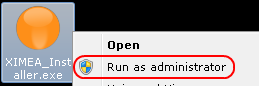 XIMEA_Inst
aller.exe
Open
Run as administrator